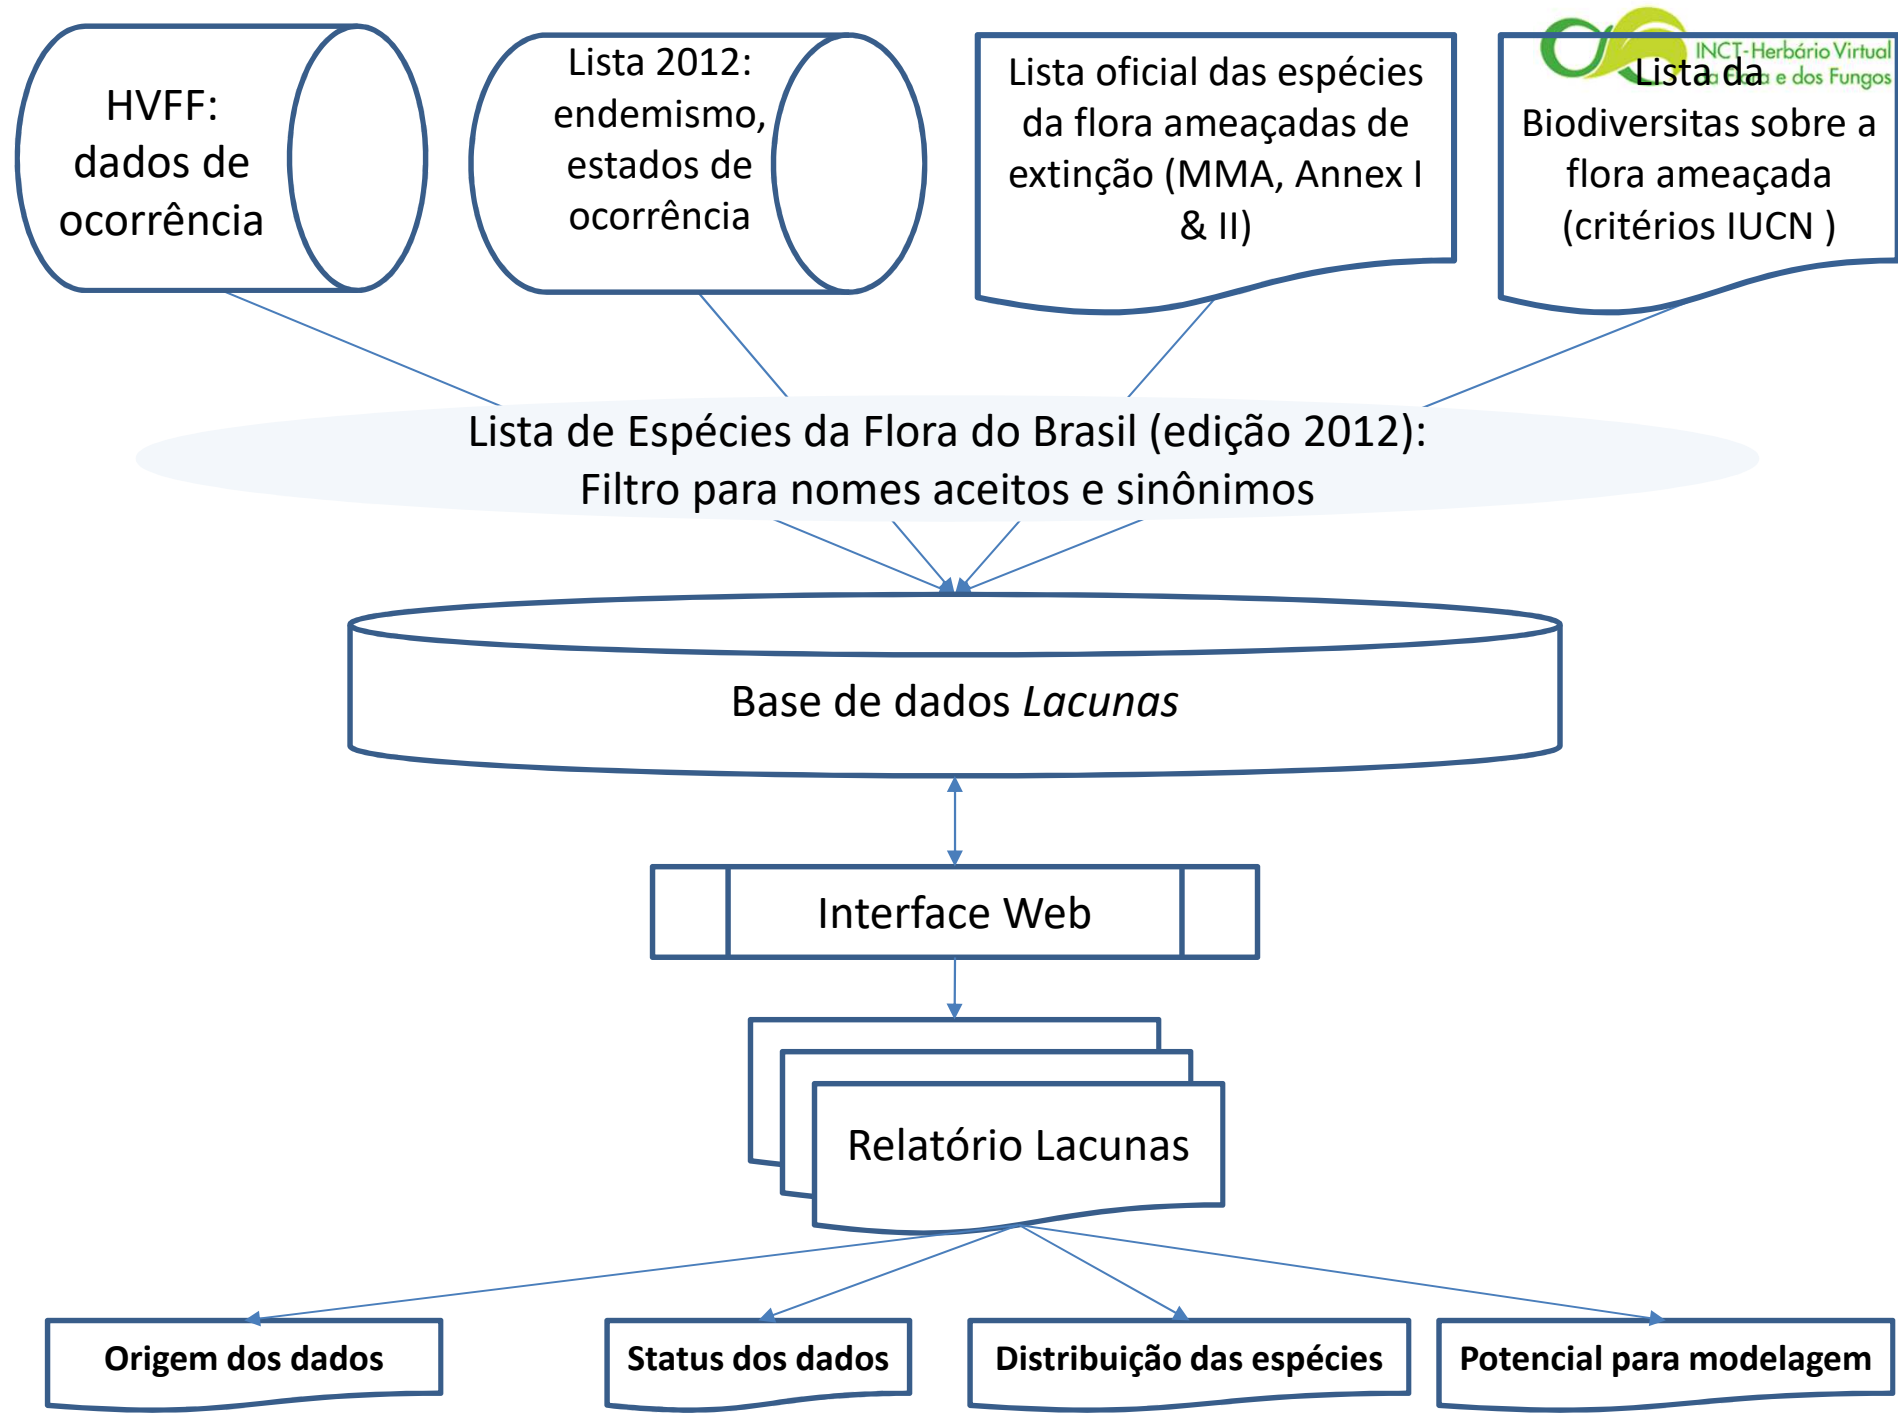 HVFF:
dados de
ocorrência
Lista 2012:
endemismo,
estados de
ocorrência
Lista oficial das espécies
da flora ameaçadas de
extinção (MMA, Annex I
& II)
INCT-Herbário Virtual
da Flora e dos Fungos
Lista da
Biodiversitas sobre a
flora ameaçada
(critérios IUCN )
Lista de Espécies da Flora do Brasil (edição 2012):
Filtro para nomes aceitos e sinônimos
Base de dados Lacunas
Interface Web
Relatório Lacunas
Origem dos dados
Status dos dados
Distribuição das espécies
Potencial para modelagem